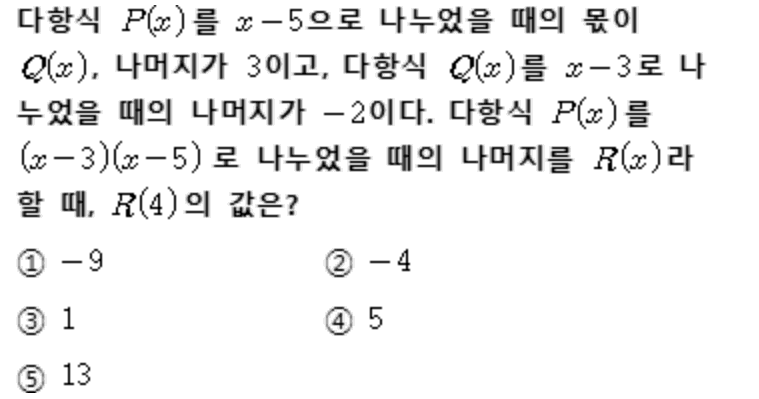 다항식 P(x)를 x−5으로 나누었을 때의 몫이
Q(x), 나머지가 3이고, 다항식 Q(x)를 x−3로 나
누었을 때의 나머지가 −2이다. 다항식 P(x)를
(x−3)(x−5) 로 나누었을 때의 나머지를 R(x)라
할 때, R(4)의 값은?
① −9 ② −4
③ 1 ④ 5
⑤ 13